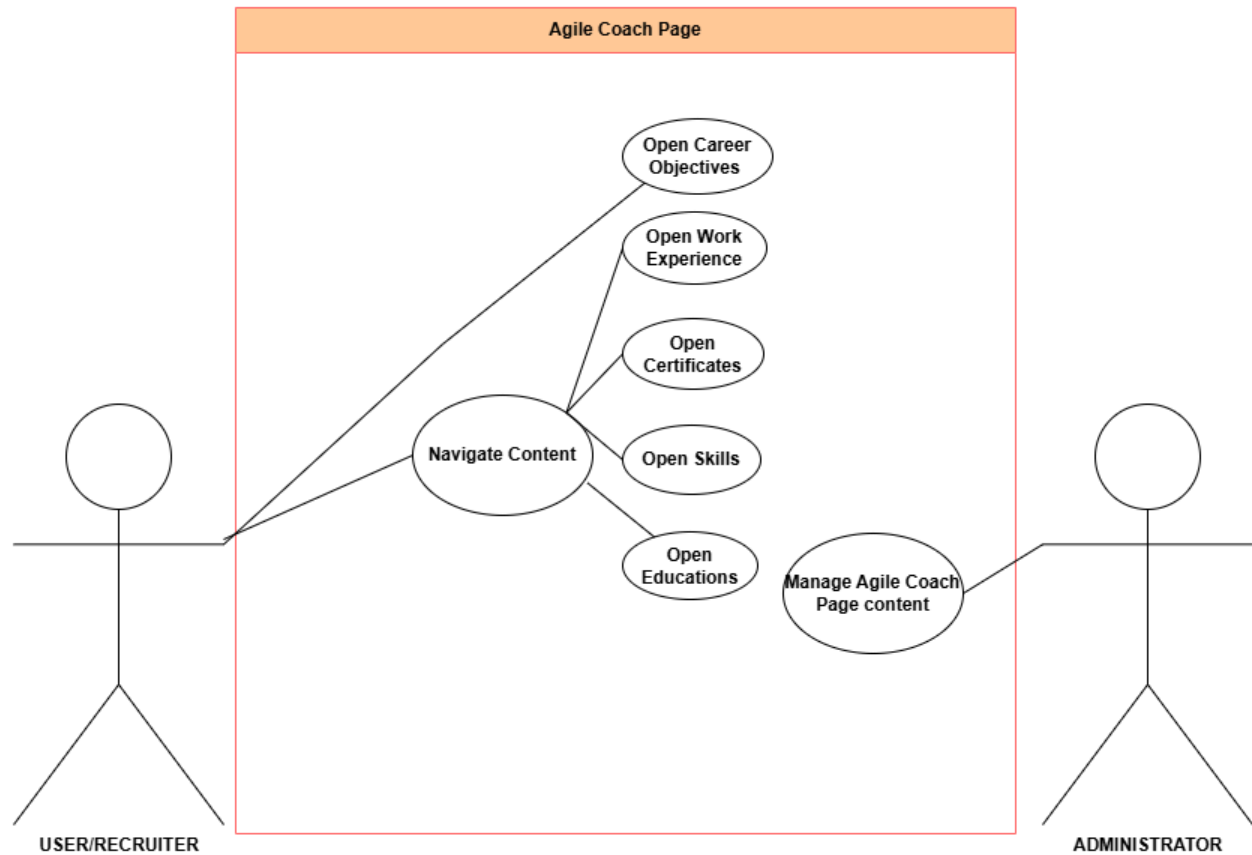 Agile Coach Page
Open Career
Objectives
Open Work
Experience
Open
Certificates
Navigate Content
Open Skills
Open
Educations
Manage Agile Coach
Page content
USER/RECRUITER
ADMINISTRATOR